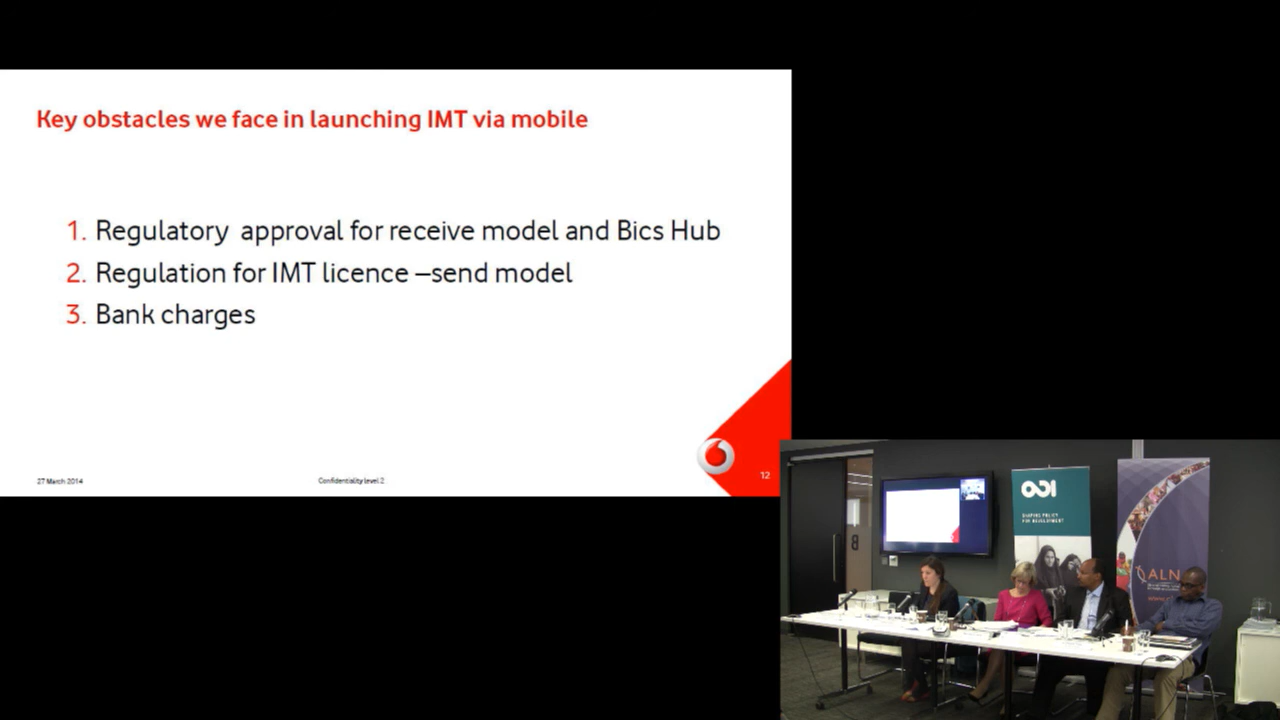 Key obstacles we face in launching IMT via mobile
1. Regulatory approval for receive model and Bics Hub
2. Regulation for IMT licence –send model
3. Bank charges
27 March 2014
Confidentiality level 2
12
ODI
SHAPING POLICY
FOR DEVELOPMENT
ALN
8